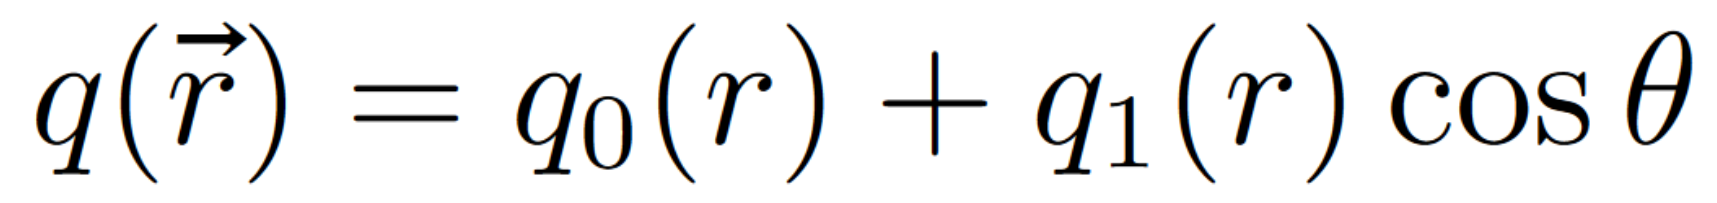 $q(\vec{r}) = q_0(r) + q_1(r) \cos \theta$